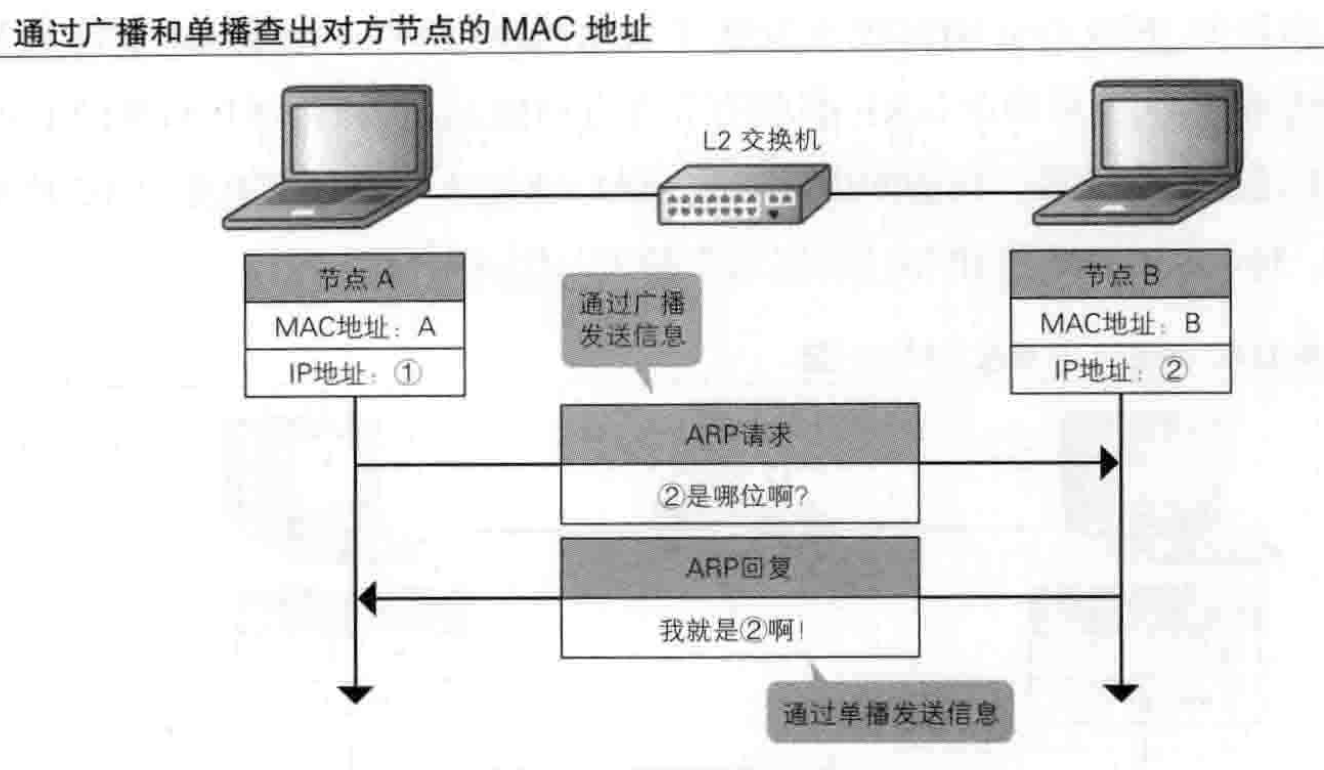 通过广播和单播查出对方节点的 MAC 地址
L2 交换机
节点 A
MAC地址：A
IP地址：①
节点 B
MAC地址：B
IP地址：②
通过广播
发送信息
ARP请求
②是哪位啊?
ARP回复
我就是②啊!
通过单播发送信息